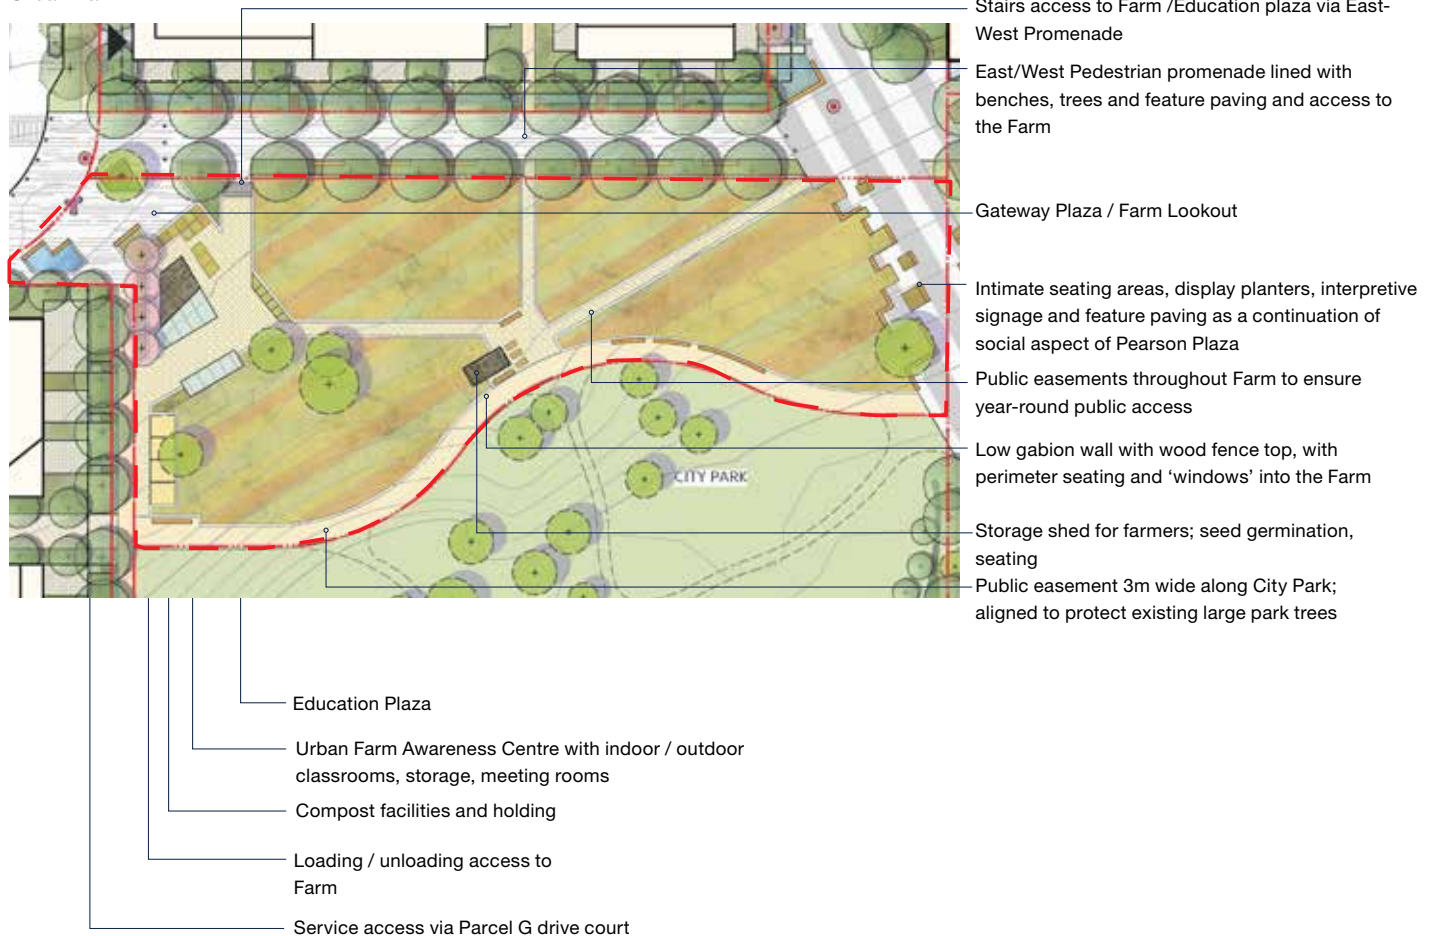 Stairs access to Farm /Education plaza via East-
West Promenade
East/West Pedestrian promenade lined with
benches, trees and feature paving and access to
the Farm
Gateway Plaza / Farm Lookout
Intimate seating areas, display planters, interpretive
signage and feature paving as a continuation of
social aspect of Pearson Plaza
Public easements throughout Farm to ensure
year-round public access
Low gabion wall with wood fence top, with
perimeter seating and ‘windows’ into the Farm
CITY PARK
Storage shed for farmers; seed germination,
seating
Public easement 3m wide along City Park;
aligned to protect existing large park trees
Education Plaza
Urban Farm Awareness Centre with indoor / outdoor
classrooms, storage, meeting rooms
Compost facilities and holding
Loading / unloading access to
Farm
Service access via Parcel G drive court